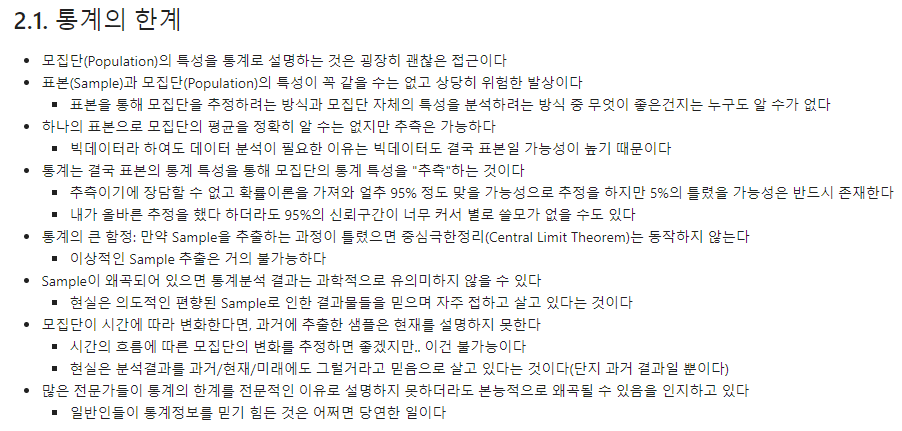 2.1. 통계의 한계
모집단(Population)의 특성을 통계로 설명하는 것은 굉장히 괜찮은 접근이다
표본(Sample)과 모집단(Population)의 특성이 꼭 같을 수는 없고 상당히 위험한 발상이다
표본을 통해 모집단을 추정하려는 방식과 모집단 자체의 특성을 분석하려는 방식 중 무엇이 좋은건지는 누구도 알 수가 없다
하나의 표본으로 모집단의 평균을 정확히 알 수는 없지만 추측은 가능하다
빅데이터라 하여도 데이터 분석이 필요한 이유는 빅데이터도 결국 표본일 가능성이 높기 때문이다
통계는 결국 표본의 통계 특성을 통해 모집단의 통계 특성을 "추측"하는 것이다
추측이기에 장담할 수 없고 확률이론을 가져와 얼추 95% 정도 맞을 가능성으로 추정을 하지만 5%의 틀렸을 가능성은 반드시 존재한다
내가 올바른 추정을 했다 하더라도 95%의 신뢰구간이 너무 커서 별로 쓸모가 없을 수도 있다
통계의 큰 함정: 만약 Sample을 추출하는 과정이 틀렸으면 중심극한정리(Central Limit Theorem)는 동작하지 않는다
이상적인 Sample 추출은 거의 불가능하다
Sample이 왜곡되어 있으면 통계분석 결과는 과학적으로 유의미하지 않을 수 있다
현실은 의도적인 편향된 Sample로 인한 결과물들을 믿으며 자주 접하고 살고 있다는 것이다
모집단이 시간에 따라 변화한다면, 과거에 추출한 샘플은 현재를 설명하지 못한다
시간의 흐름에 따른 모집단의 변화를 추정하면 좋겠지만.. 이건 불가능이다
현실은 분석결과를 과거/현재/미래에도 그럴거라고 믿음으로 살고 있다는 것이다(단지 과거 결과일 뿐이다)
많은 전문가들이 통계의 한계를 전문적인 이유로 설명하지 못하더라도 본능적으로 왜곡될 수 있음을 인지하고 있다
일반인들이 통계정보를 믿기 힘든 것은 어쩌면 당연한 일이다